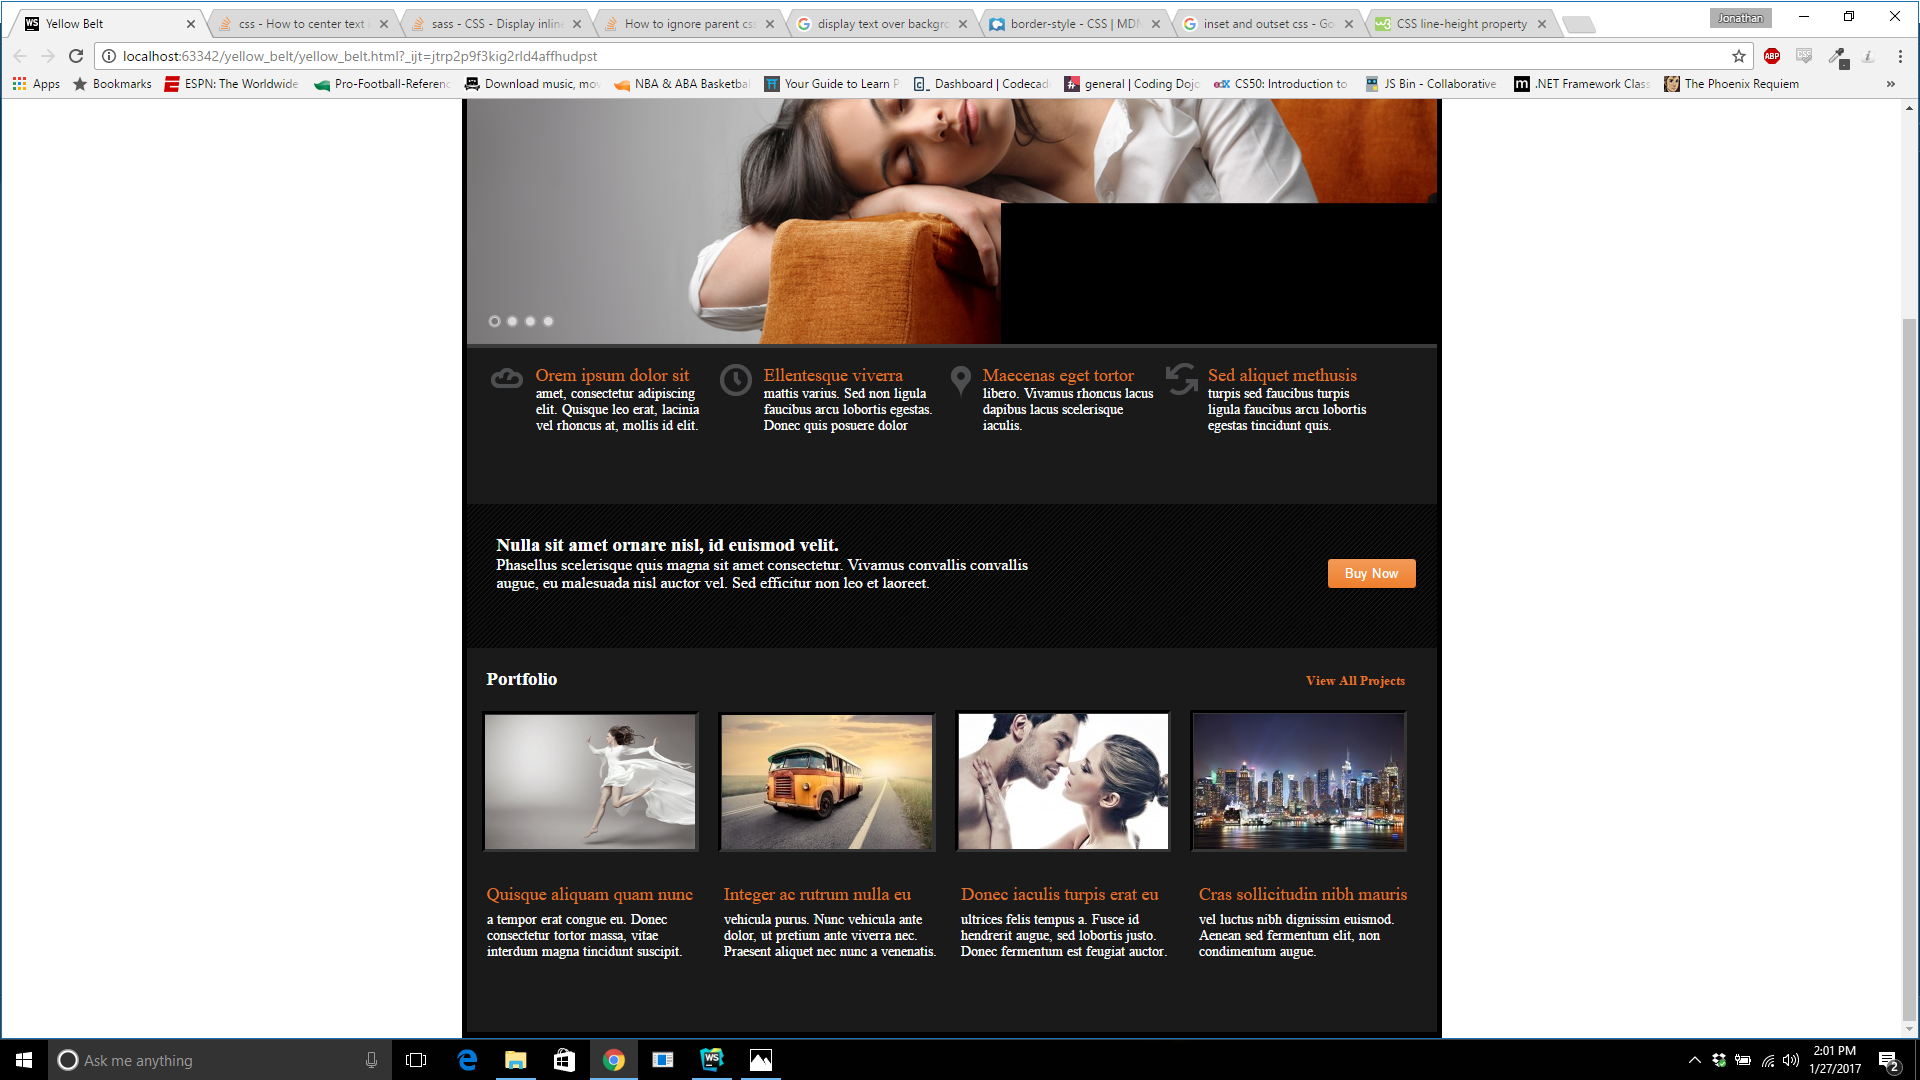 Yellow Belt
css - How to center text i
sass - CSS - Display inline
How to ignore parent css
display text over backgro
border-style - CSS | MDN
inset and outset css - Go
CSS line-height property
Jonathan
localhost:63342/yellow_belt/yellow_belt.html?_ijt=jtrp2p9f3kig2rld4affhudpst
ABP
Apps
Bookmarks
ESPN: The Worldwide
Pro-Football-Referenc
Download music, mov
NBA & ABA Basketbal
Your Guide to Learn P
Dashboard | Codecad
general | Coding Dojo
CS50: Introduction to
JS Bin - Collaborative
.NET Framework Class
The Phoenix Requiem
»
Orem ipsum dolor sit
amet, consectetur adipiscing
elit. Quisque leo erat, lacinia
vel rhoncus at, mollis id elit.
Ellentesque viverra
mattis varius. Sed non ligula
faucibus arcu lobortis egestas.
Donec quis posuere dolor
Maecenas eget tortor
libero. Vivamus rhoncus lacus
dapibus lacus scelerisque
iaculis.
Sed aliquet methusis
turpis sed faucibus turpis
ligula faucibus arcu lobortis
egestas tincidunt quis.
Nulla sit amet ornare nisl, id euismod velit.
Phasellus scelerisque quis magna sit amet consectetur. Vivamus convallis convallis
augue, eu malesuada nisl auctor vel. Sed efficitur non leo et laoreet.
Buy Now
Portfolio
View All Projects
Quisque aliquam quam nunc
a tempor erat congue eu. Donec
consectetur tortor massa, vitae
interdum magna tincidunt suscipit.
Integer ac rutrum nulla eu
vehicula purus. Nunc vehicula ante
dolor, ut pretium ante viverra nec.
Praesent aliquet nec nunc a venenatis.
Donec iaculis turpis erat eu
ultrices felis tempus a. Fusce id
hendrerit augue, sed lobortis justo.
Donec fermentum est feugiat auctor.
Cras sollicitudin nibh mauris
vel luctus nibh dignissim euismod.
Aenean sed fermentum elit, non
condimentum augue.
Ask me anything
WS
2:01 PM
1/27/2017
2